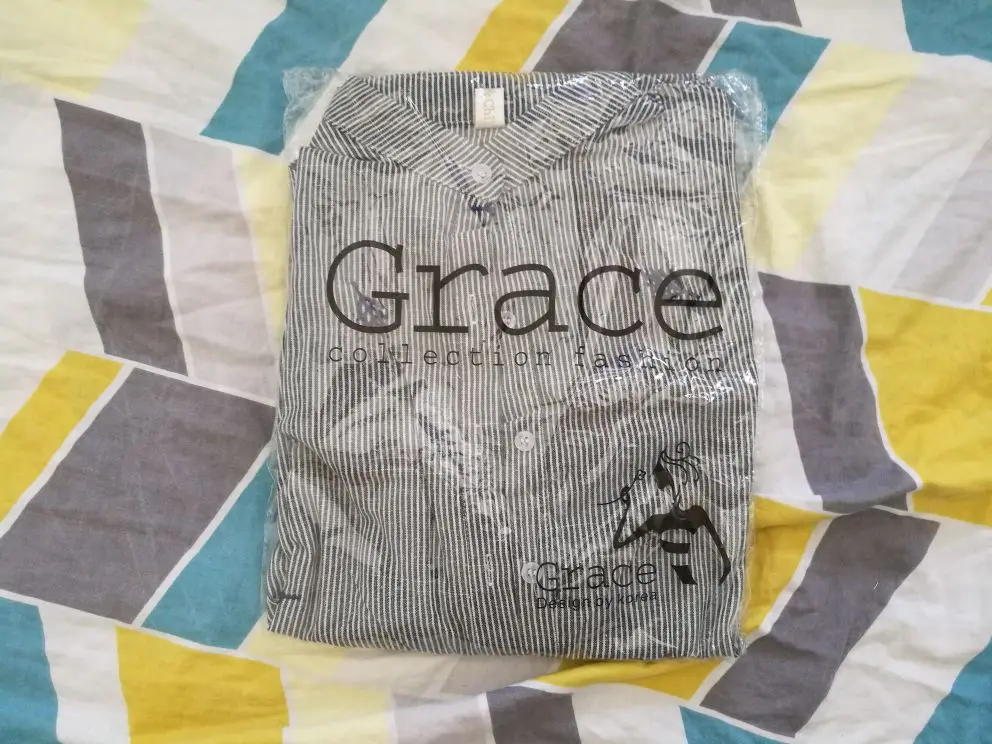 Grace
collection fashion
Grace
Design by korea